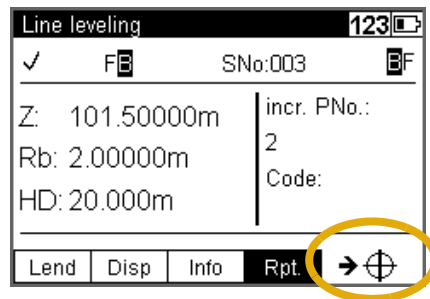 Line leveling 123
✓ FB SNo:003 BF
Z: 101.50000m
Rb: 2.00000m
HD: 20.000m
incr. PNo.:
2
Code:
Lend Disp Info Rpt. ➔